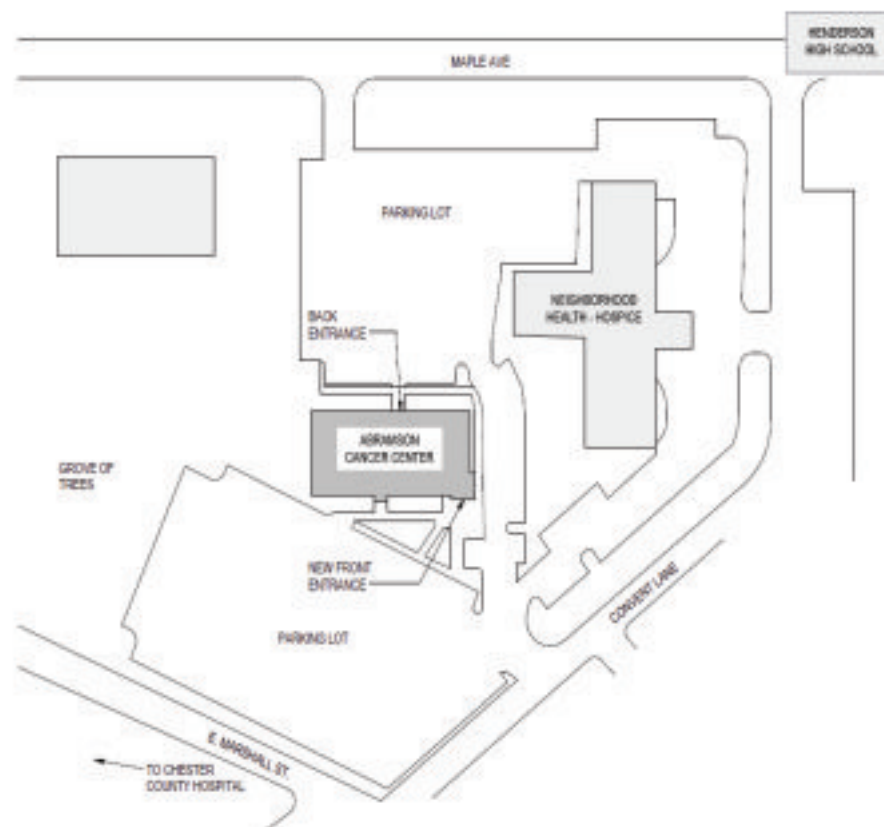 HENDERSON
HIGH SCHOOL
MAPLE AVE
PARKING LOT
NEIGHBORHOOD
HEALTH - HOSPICE
BACK
ENTRANCE
ABRAMSON
CANCER CENTER
GROVE OF
TREES
NEW FRONT
ENTRANCE
CONVENT LANE
PARKING LOT
E. MARSHALL ST.
TO CHESTER
COUNTY HOSPITAL